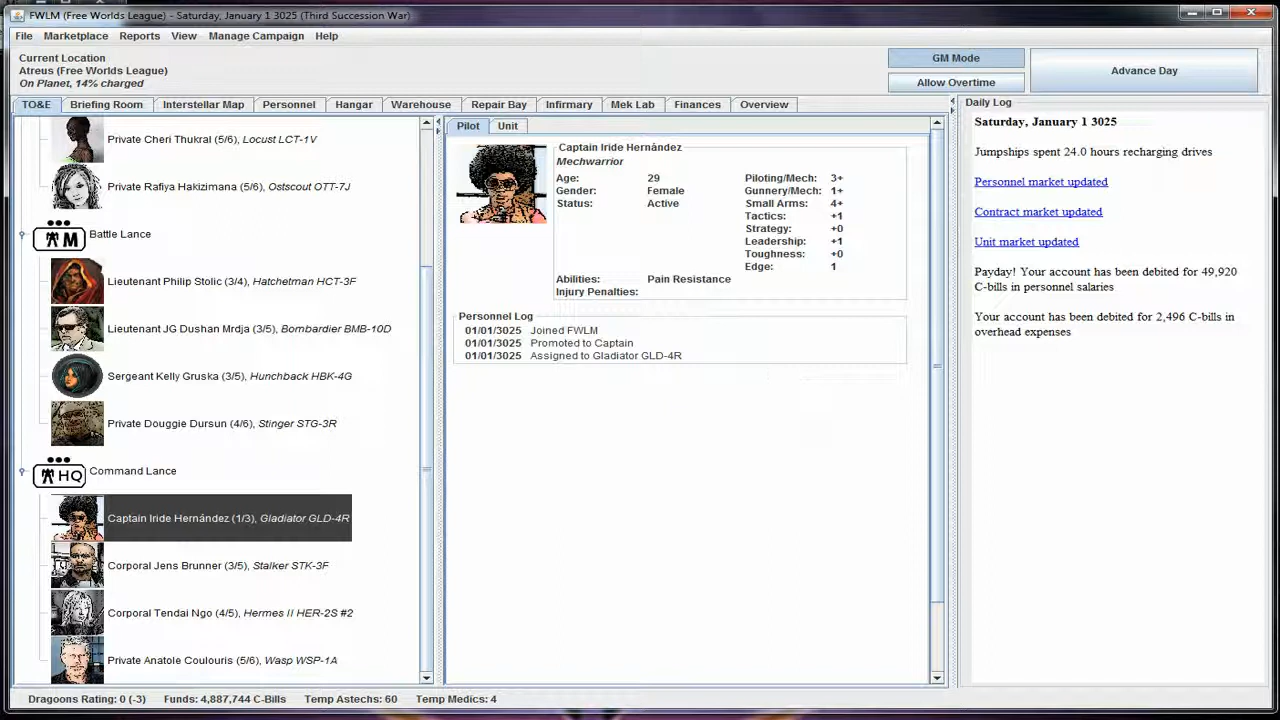 FWLM (Free Worlds League) - Saturday, January 1 3025 (Third Succession War)
File Marketplace Reports View Manage Campaign Help
Current Location
Atreus (Free Worlds League)
On Planet, 14% charged
GM Mode
Allow Overtime
Advance Day
TO&E Briefing Room Interstellar Map Personnel Hangar Warehouse Repair Bay Infirmary Mek Lab Finances Overview
Private Cheri Thukral (5/6), Locust LCT-1V
Private Rafiya Hakizimana (5/6), Ostscout OTT-7J
M Battle Lance
Lieutenant Philip Stolic (3/4), Hatchetman HCT-3F
Lieutenant JG Dushan Mrdja (3/5), Bombardier BMB-10D
Sergeant Kelly Gruska (3/5), Hunchback HBK-4G
Private Douggie Dursun (4/6), Stinger STG-3R
HQ Command Lance
Captain Iride Hernández (1/3), Gladiator GLD-4R
Corporal Jens Brunner (3/5), Stalker STK-3F
Corporal Tendai Ngo (4/5), Hermes II HER-2S #2
Private Anatole Coulouris (5/6), Wasp WSP-1A
Pilot Unit
Captain Iride Hernández
Mechwarrior
Age: 29 Piloting/Mech: 3+
Gender: Female Gunnery/Mech: 1+
Status: Active Small Arms: 4+
Tactics: +1
Strategy: +0
Leadership: +1
Toughness: +0
Edge: 1
Abilities: Pain Resistance
Injury Penalties:
Personnel Log
01/01/3025 Joined FWLM
01/01/3025 Promoted to Captain
01/01/3025 Assigned to Gladiator GLD-4R
Daily Log
Saturday, January 1 3025
Jumpships spent 24.0 hours recharging drives
Personnel market updated
Contract market updated
Unit market updated
Payday! Your account has been debited for 49,920
C-bills in personnel salaries
Your account has been debited for 2,496 C-bills in
overhead expenses
Dragoons Rating: 0 (-3) Funds: 4,887,744 C-Bills Temp Astechs: 60 Temp Medics: 4